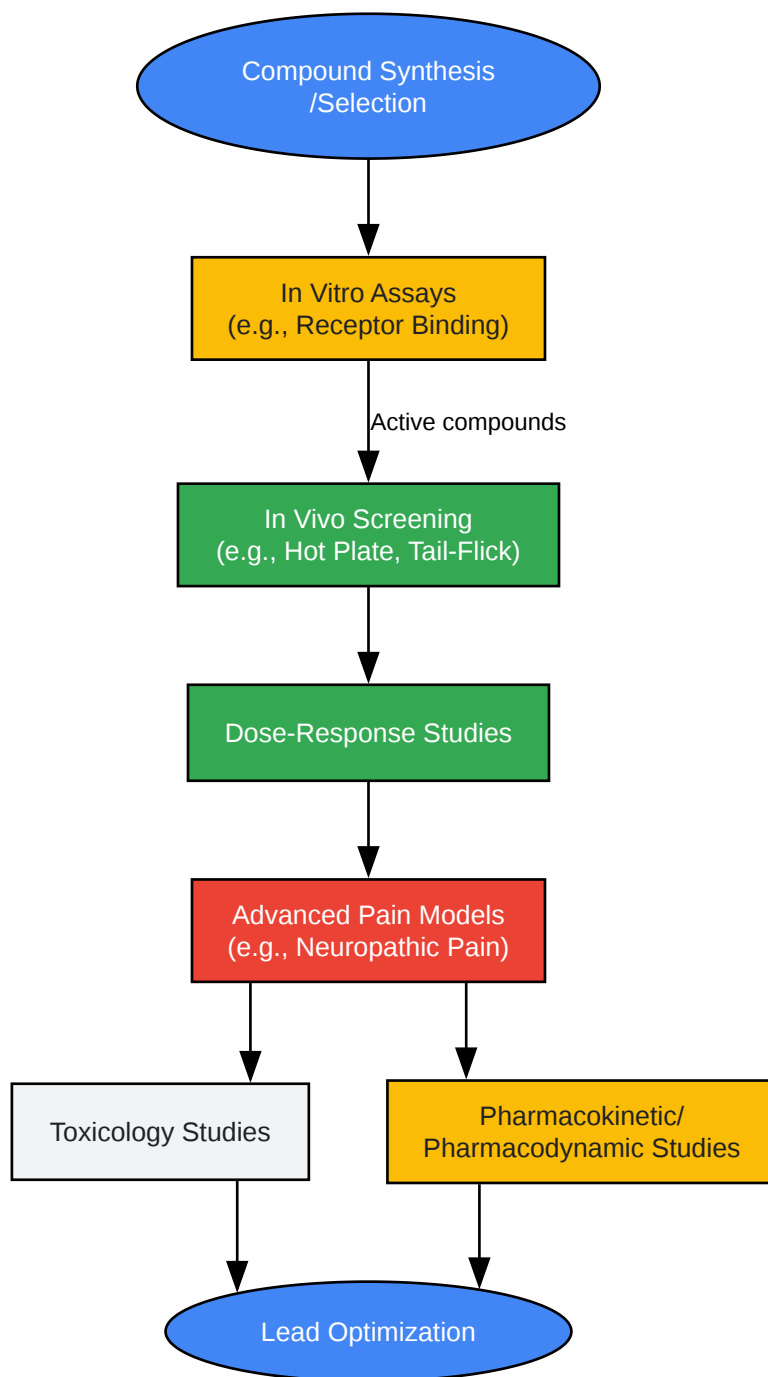 Compound Synthesis
/Selection
In Vitro Assays
(e.g., Receptor Binding)
Active compounds
In Vivo Screening
(e.g., Hot Plate, Tail-Flick)
Dose-Response Studies
Advanced Pain Models
(e.g., Neuropathic Pain)
Toxicology Studies
Pharmacokinetic/
Pharmacodynamic Studies
Lead Optimization